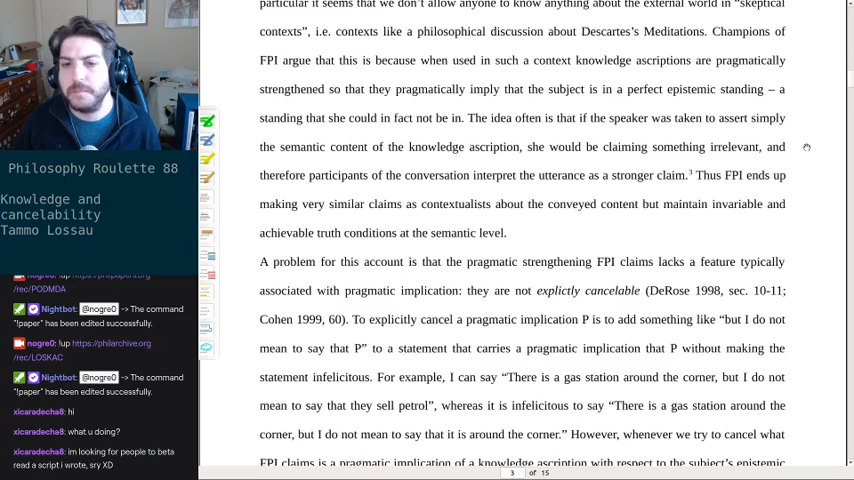 particular it seems that we don't allow anyone to know anything about the external world in "skeptical
contexts", i.e. contexts like a philosophical discussion about Descartes's Meditations. Champions of
FPI argue that this is because when used in such a context knowledge ascriptions are pragmatically
strengthened so that they pragmatically imply that the subject is in a perfect epistemic standing – a
standing that she could in fact not be in. The idea often is that if the speaker was taken to assert simply
the semantic content of the knowledge ascription, she would be claiming something irrelevant, and
therefore participants of the conversation interpret the utterance as a stronger claim.³ Thus FPI ends up
making very similar claims as contextualists about the conveyed content but maintain invariable and
achievable truth conditions at the semantic level.
A problem for this account is that the pragmatic strengthening FPI claims lacks a feature typically
associated with pragmatic implication: they are not explicitly cancelable (DeRose 1998, sec. 10-11;
Cohen 1999, 60). To explicitly cancel a pragmatic implication P is to add something like "but I do not
mean to say that P" to a statement that carries a pragmatic implication that P without making the
statement infelicitous. For example, I can say "There is a gas station around the corner, but I do not
mean to say that they sell petrol", whereas it is infelicitous to say "There is a gas station around the
corner, but I do not mean to say that it is around the corner." However, whenever we try to cancel what
FPI claims is a pragmatic implication of a knowledge ascription with respect to the subject's epistemic
3 of 15
Philosophy Roulette 88
Knowledge and
cancelability
Tammo Lossau
nogre0: !up https://philpapers.org
/rec/PODMDA
Nightbot: @nogre0 -> The command
"!paper" has been edited successfully.
nogre0: !up https://philarchive.org
/rec/LOSKAC
Nightbot: @nogre0 -> The command
"!paper" has been edited successfully.
xicaradecha8: hi
xicaradecha8: what u doing?
xicaradecha8: im looking for people to beta
read a script i wrote, sry XD